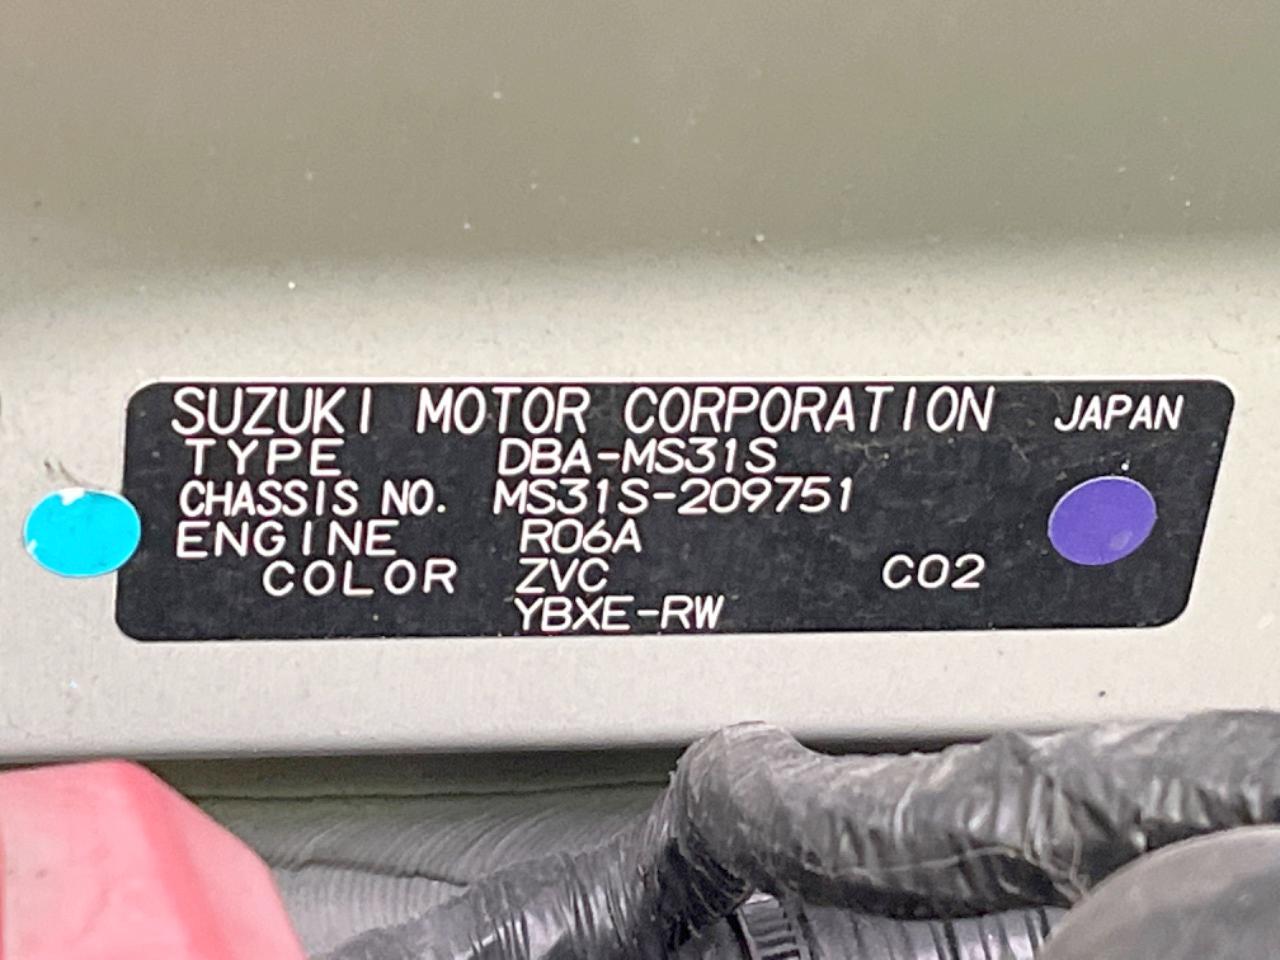 SUZUKI MOTOR CORPORATION JAPAN
TYPE DBA-MS31S
CHASSIS NO. MS31S-209751
ENGINE R06A
COLOR ZVC C02
YBXE-RW